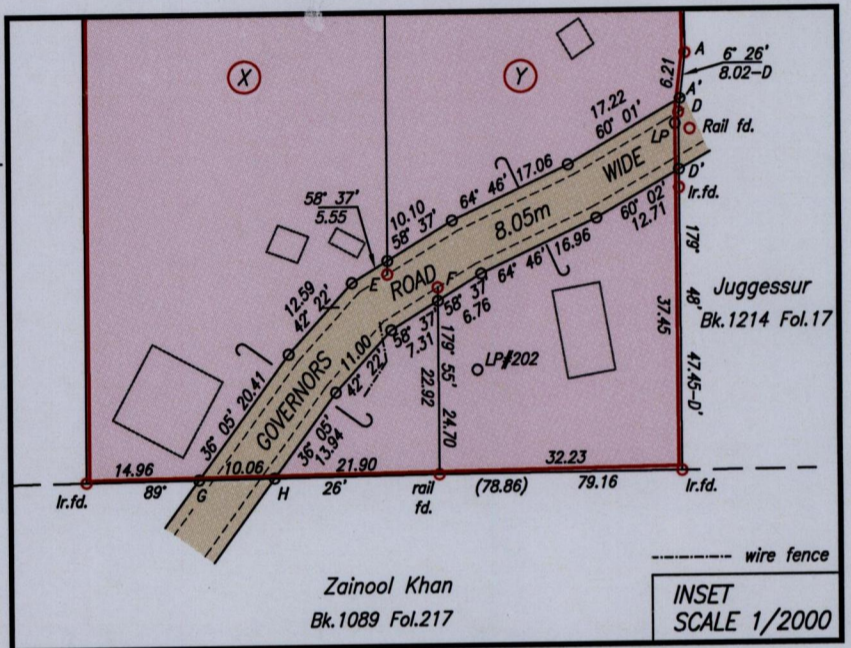 X
Y
A
6° 26'
8.02-D
6.21
A'
D
LP
Rail fd.
17.22
60° 01'
WIDE
D'
Ir.fd.
64° 46' 17.06
58° 37'
5.55
10.10
58° 37'
8.05m
60° 02'
12.71
64° 46' 16.96
E
ROAD
F
58° 37'
6.76
179° 48'
37.45
47.45-D'
Juggessur
Bk.1214 Fol.17
12.59
42° 22'
58° 37'
7.31
11.00
42° 22'
179° 55' 24.70
22.92
LP#202
GOVERNORS
36° 05' 20.41
36° 05'
13.94
14.96
10.06
21.90
32.23
Ir.fd.
89°
G
H
26'
rail
fd.
(78.86)
79.16
Ir.fd.
wire fence
Zainool Khan
Bk.1089 Fol.217
INSET
SCALE 1/2000